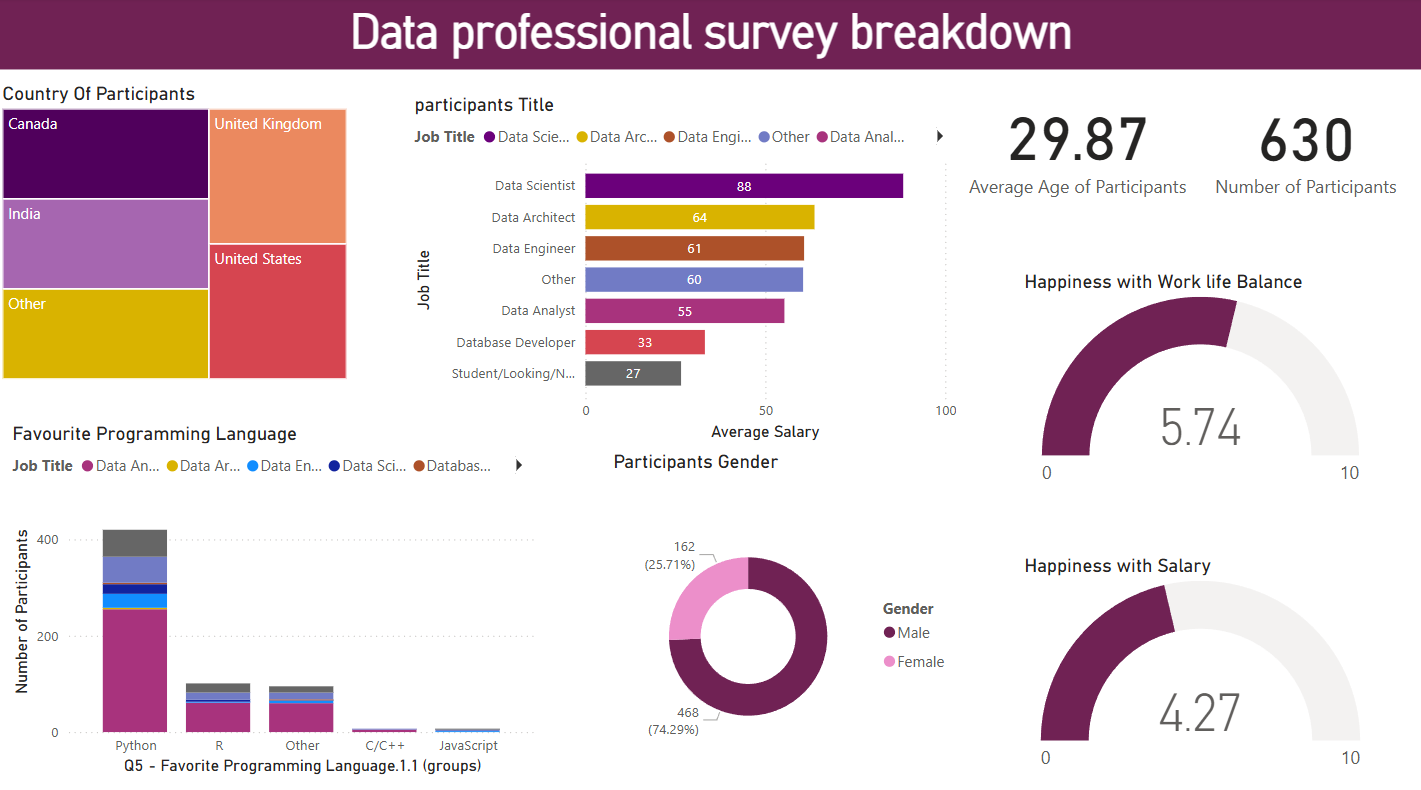 Data professional survey breakdown
Country Of Participants
Canada
United Kingdom
India
United States
Other
participants Title
Job Title Data Scie... Data Arc... Data Engi... Other Data Anal...
Job Title
Data Scientist 88
Data Architect 64
Data Engineer 61
Other 60
Data Analyst 55
Database Developer 33
Student/Looking/N... 27
0 50 100
Average Salary
29.87
Average Age of Participants
630
Number of Participants
Happiness with Work life Balance
5.74
0 10
Favourite Programming Language
Job Title Data An... Data Ar... Data En... Data Sci... Databas...
Number of Participants
400
200
0
Python R Other C/C++ JavaScript
Q5 - Favorite Programming Language.1.1 (groups)
Participants Gender
162
(25.71%)
468
(74.29%)
Gender
Male
Female
Happiness with Salary
4.27
0 10